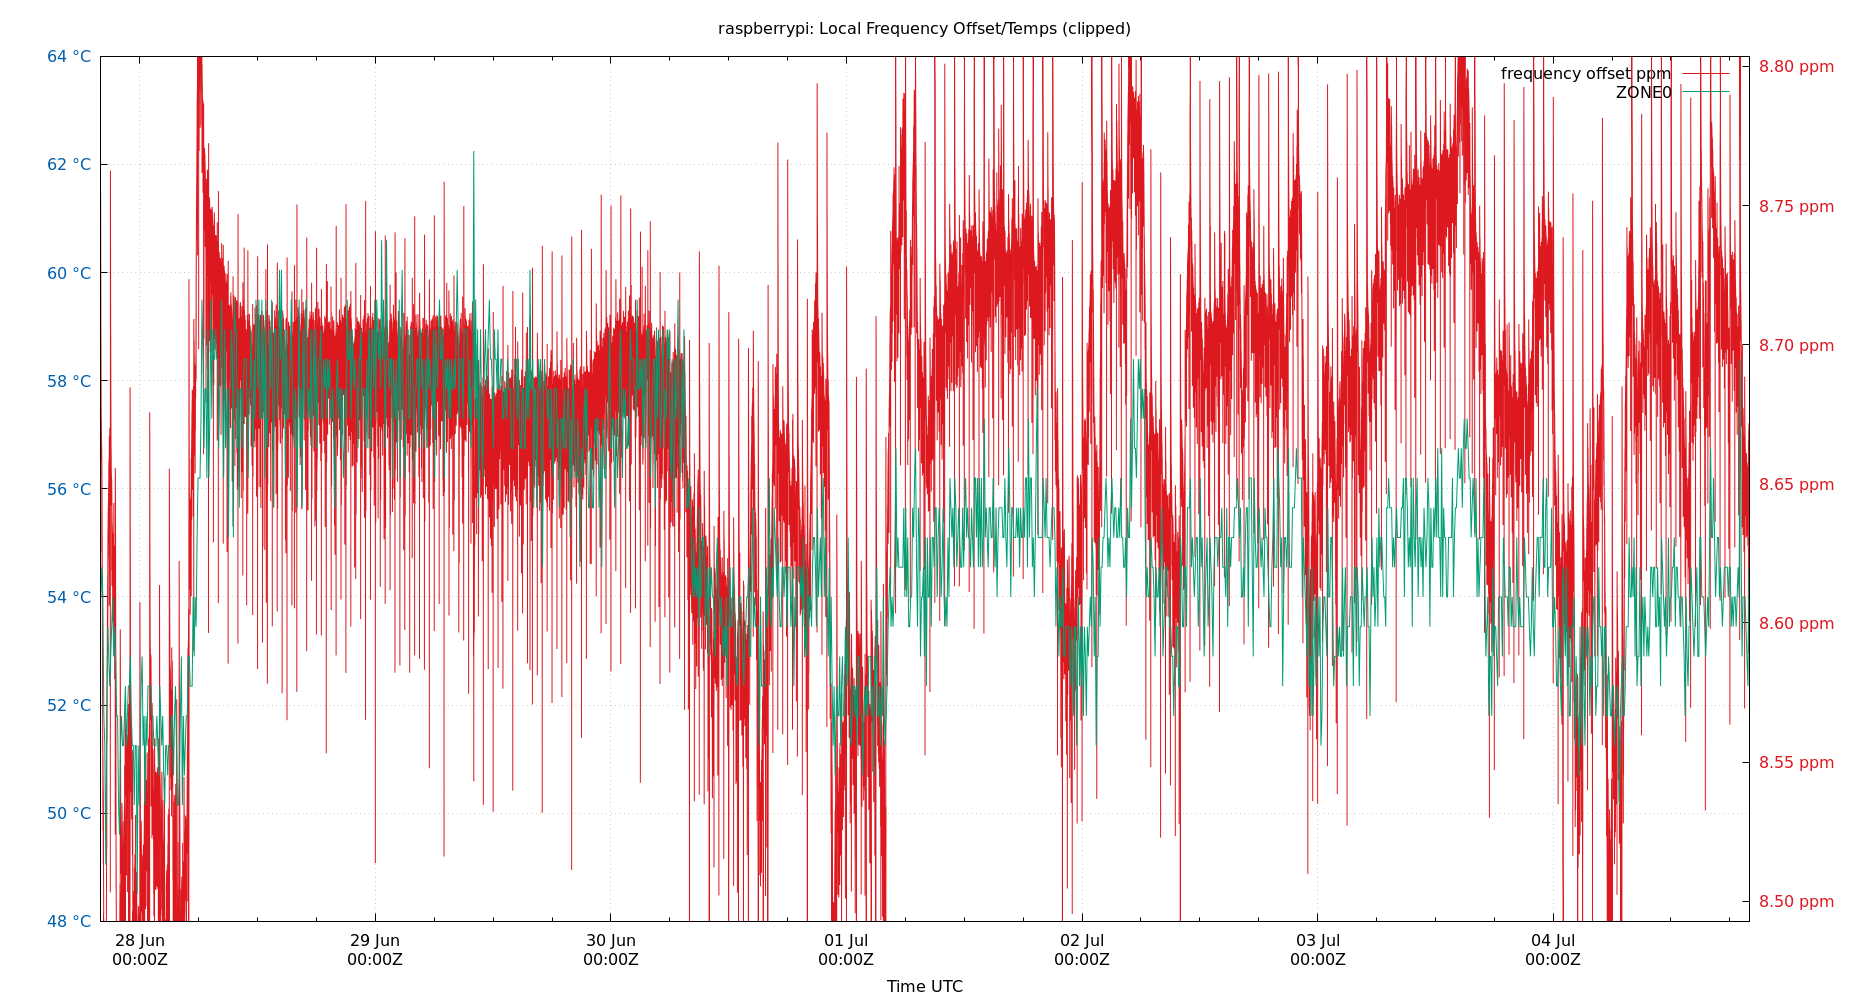 raspberrypi: Local Frequency Offset/Temps (clipped)
frequency offset ppm
ZONE0
64 °C
62 °C
60 °C
58 °C
56 °C
54 °C
52 °C
50 °C
48 °C
8.80 ppm
8.75 ppm
8.70 ppm
8.65 ppm
8.60 ppm
8.55 ppm
8.50 ppm
28 Jun
00:00Z
29 Jun
00:00Z
30 Jun
00:00Z
01 Jul
00:00Z
02 Jul
00:00Z
03 Jul
00:00Z
04 Jul
00:00Z
Time UTC